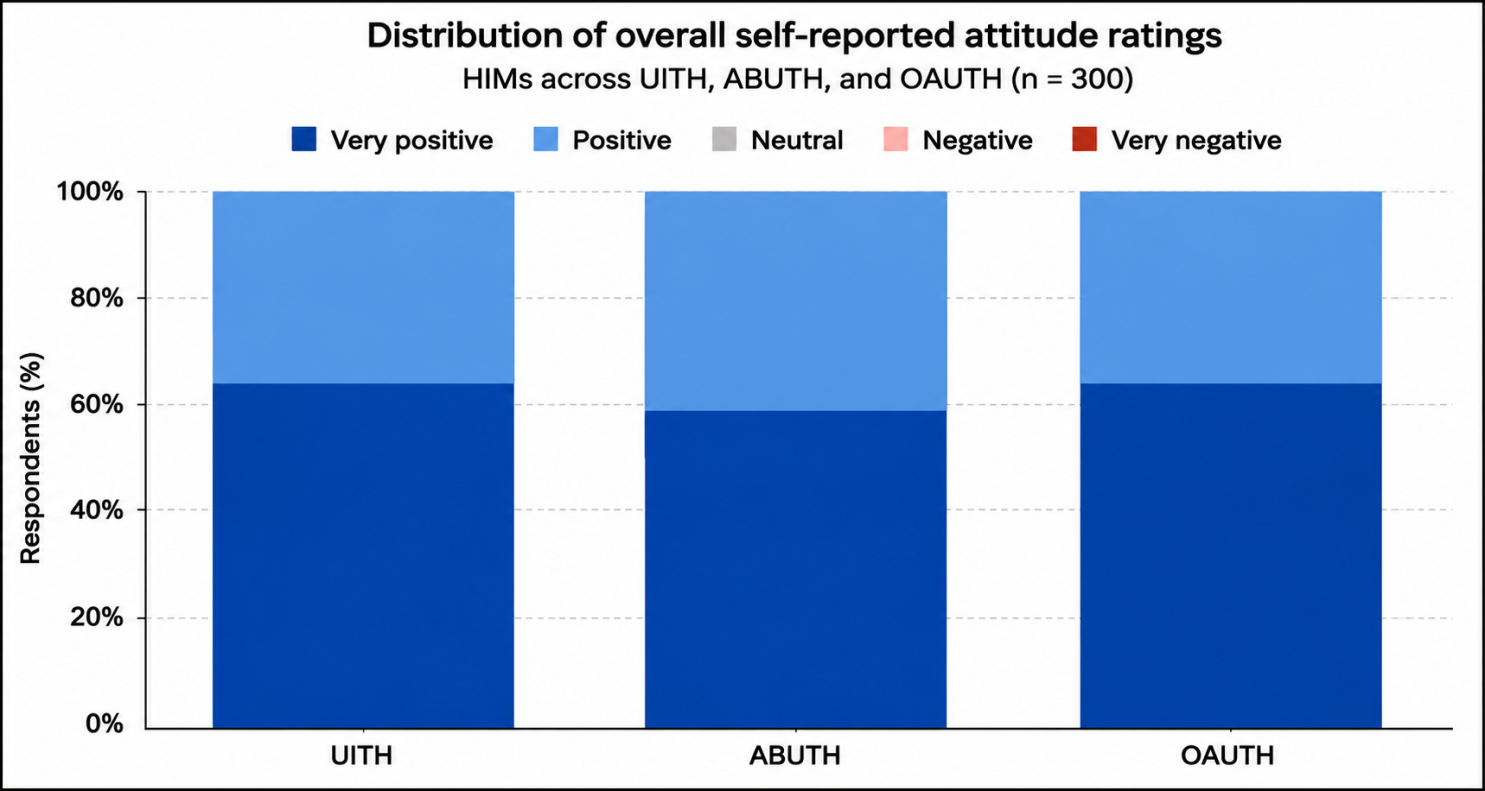 Distribution of overall self-reported attitude ratings
HIMs across UITH, ABUTH, and OAUTH (n = 300)
Very positive Positive Neutral Negative Very negative
Respondents (%)
100%
80%
60%
40%
20%
0%
UITH ABUTH OAUTH